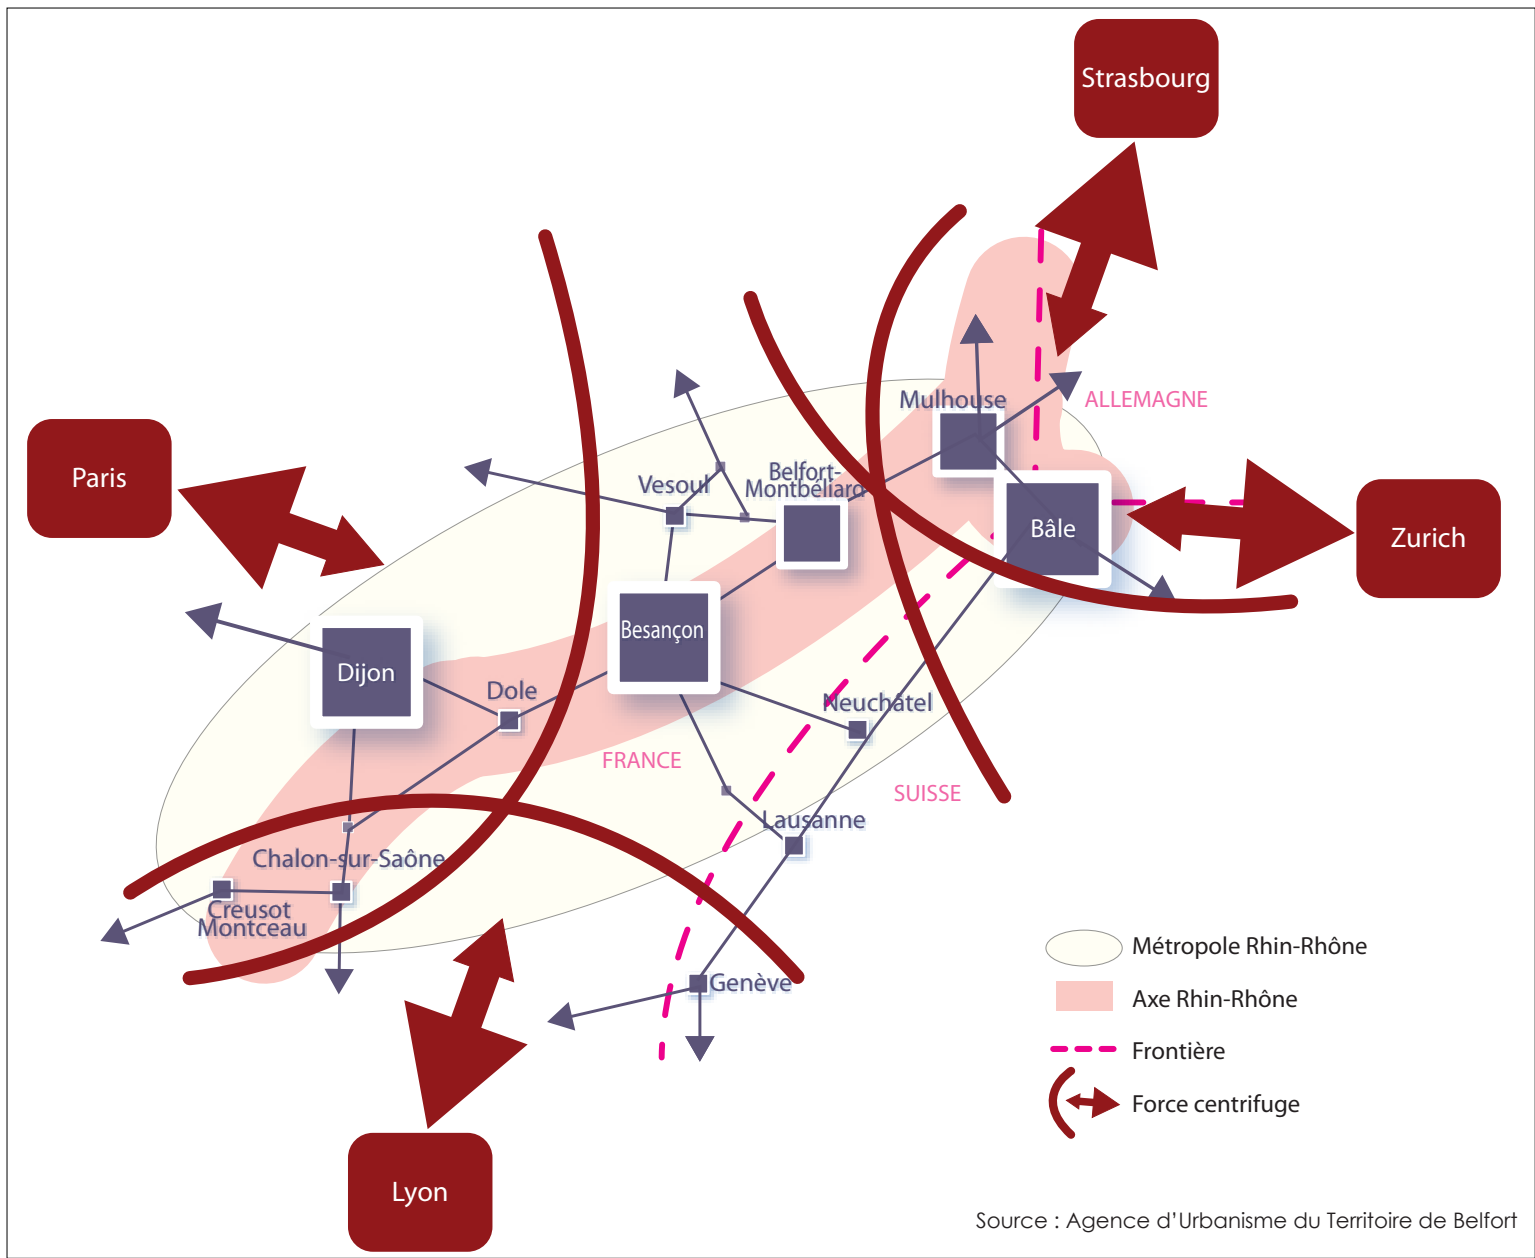 Strasbourg
ALLEMAGNE
Mulhouse
Paris
Belfort-
Montbéliard
Vesoul
Bâle
Zurich
Besançon
Dijon
Dole
Neuchâtel
FRANCE
SUISSE
Lausanne
Chalon-sur-Saône
Creusot
Montceau
Genève
Métropole Rhin-Rhône
Axe Rhin-Rhône
Frontière
Force centrifuge
Lyon
Source : Agence d'Urbanisme du Territoire de Belfort